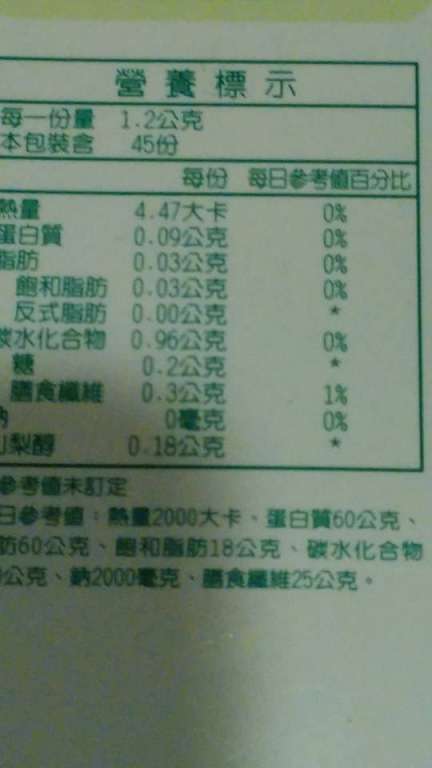 營養標示
每一份量 1.2公克
本包裝含 45份
每份 每日參考值百分比
熱量 4.47大卡 0%
蛋白質 0.09公克 0%
脂肪 0.03公克 0%
飽和脂肪 0.03公克 0%
反式脂肪 0.00公克 *
碳水化合物 0.96公克 0%
糖 0.2公克 *
膳食纖維 0.3公克 1%
鈉 0毫克 0%
山梨醇 0.18公克 *
參考值未訂定
日參考值：熱量2000大卡、蛋白質60公克、
肪60公克、飽和脂肪18公克、碳水化合物
公克、鈉2000毫克、膳食纖維25公克。